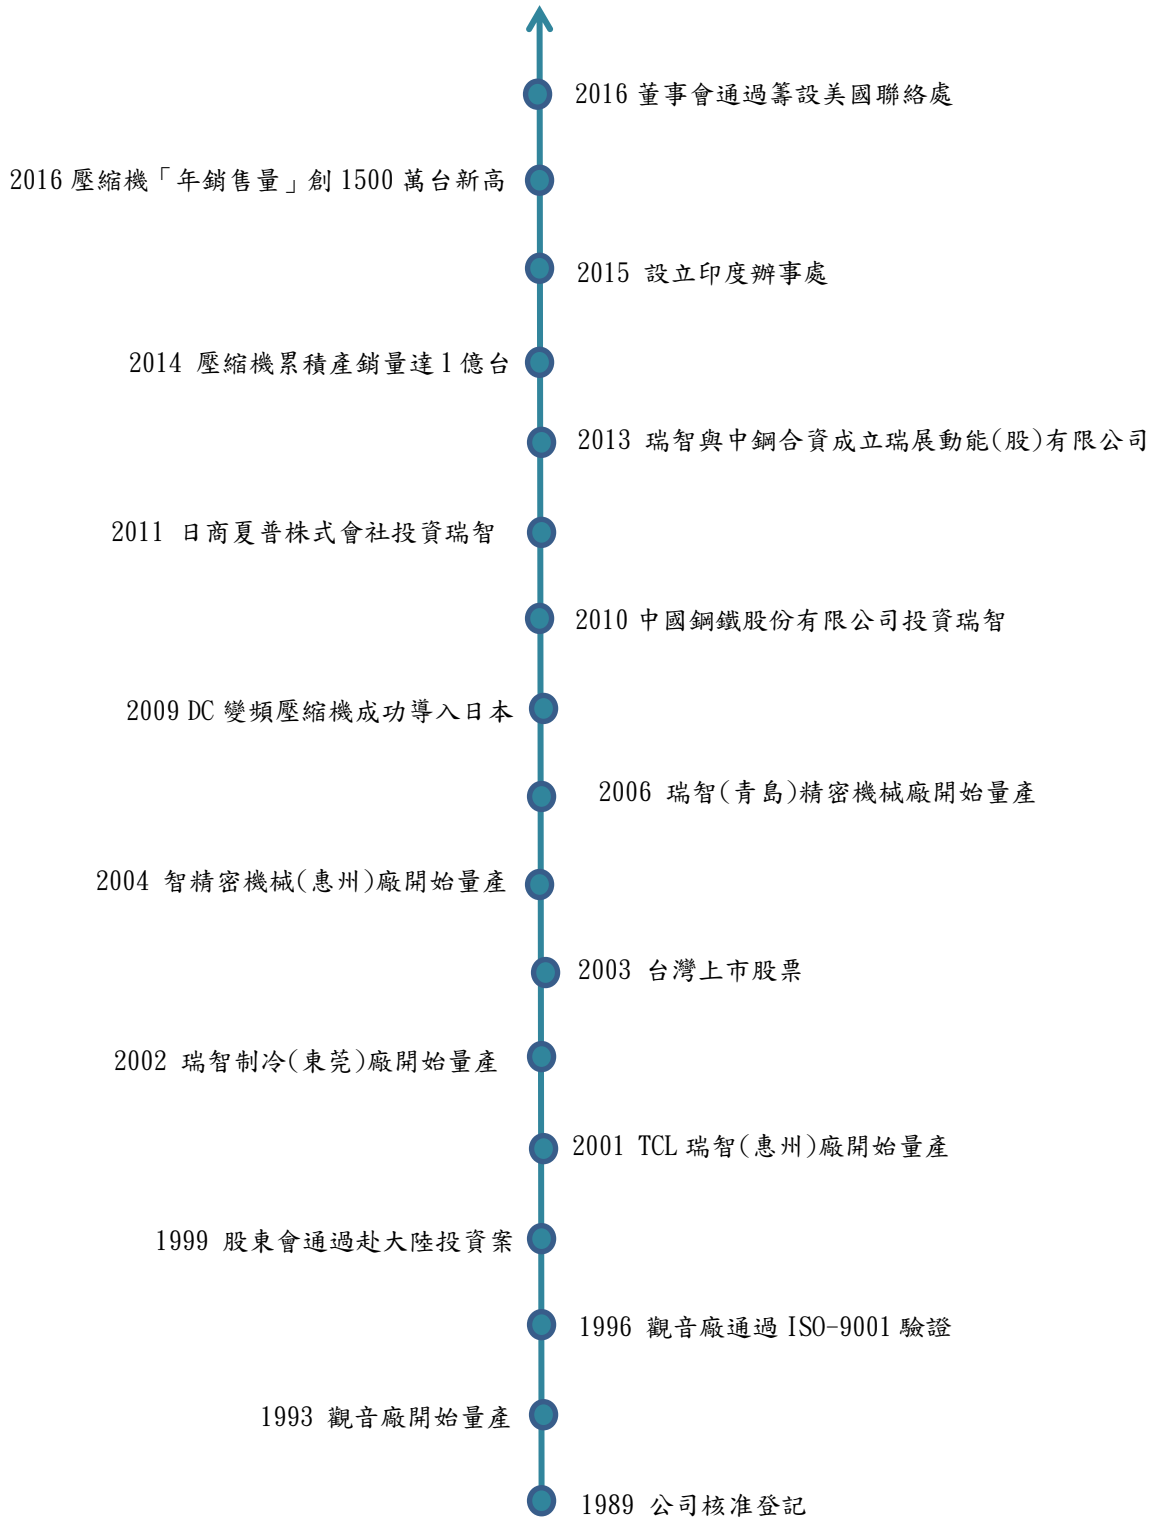 2016 董事會通過籌設美國聯絡處
2016 壓縮機「年銷售量」創 1500 萬台新高
2015 設立印度辦事處
2014 壓縮機累積產銷量達 1 億台
2013 瑞智與中鋼合資成立瑞展動能(股)有限公司
2011 日商夏普株式會社投資瑞智
2010 中國鋼鐵股份有限公司投資瑞智
2009 DC 變頻壓縮機成功導入日本
2006 瑞智(青島)精密機械廠開始量產
2004 智精密機械(惠州)廠開始量產
2003 台灣上市股票
2002 瑞智制冷(東莞)廠開始量產
2001 TCL 瑞智(惠州)廠開始量產
1999 股東會通過赴大陸投資案
1996 觀音廠通過 ISO-9001 驗證
1993 觀音廠開始量產
1989 公司核准登記